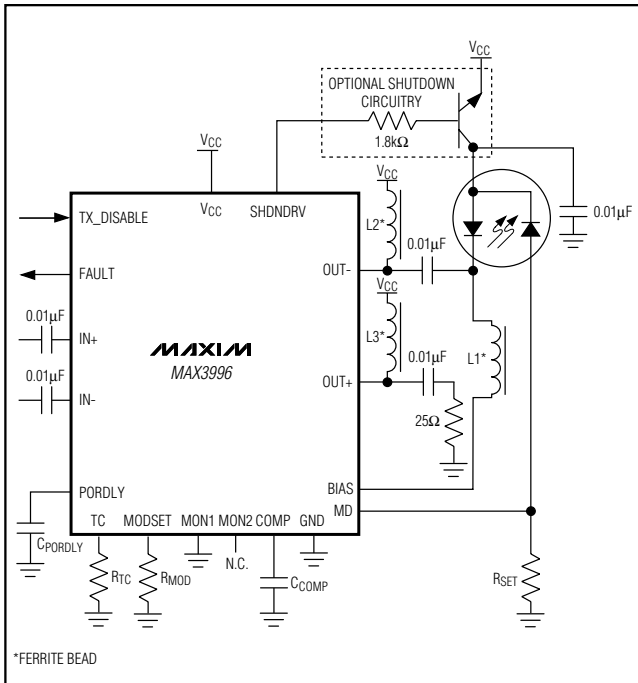 VCC
OPTIONAL SHUTDOWN
CIRCUITRY
1.8kΩ
VCC
VCC
SHDNDRV
VCC
0.01µF
TX_DISABLE
L2*
0.01µF
OUT-
FAULT
VCC
0.01µF
IN+
MAXIM
MAX3996
L3*
0.01µF
L1*
OUT+
0.01µF
IN-
25Ω
BIAS
PORDLY
MD
TC
MODSET
MON1
MON2
COMP
GND
CPORDLY
N.C.
RTC
RMOD
CCOMP
RSET
*FERRITE BEAD